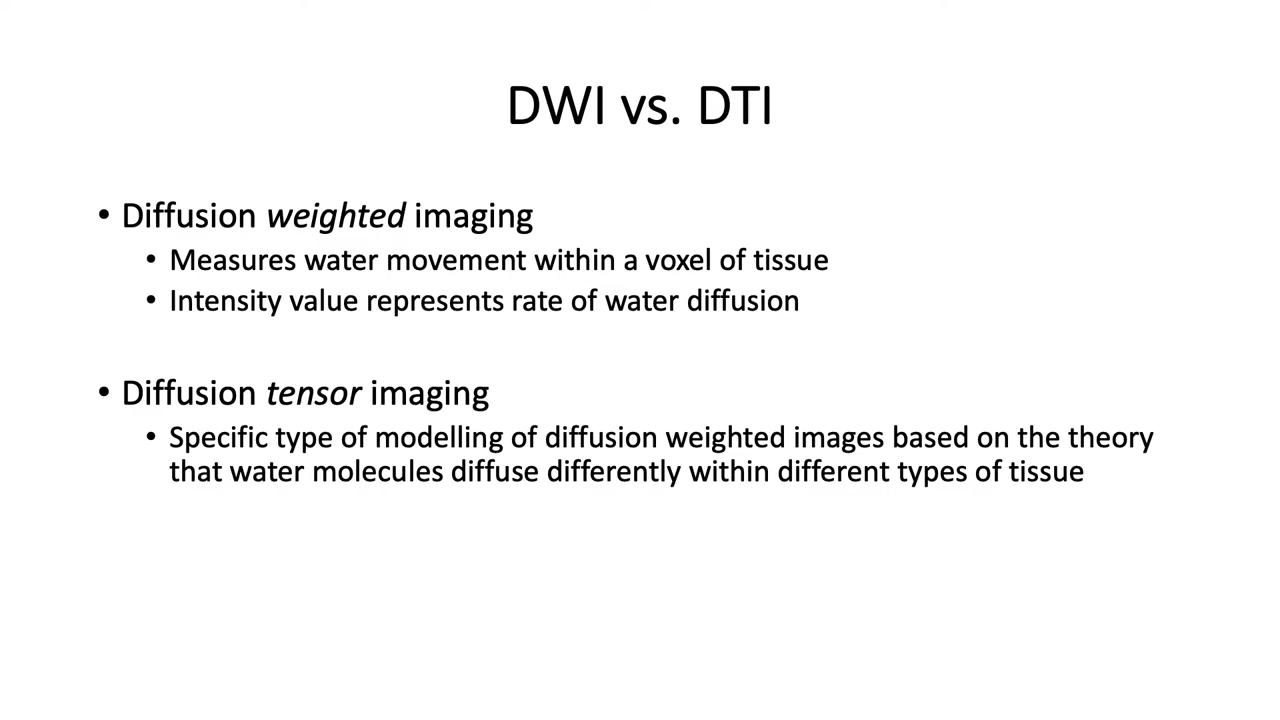 DWI vs. DTI
• Diffusion weighted imaging
• Measures water movement within a voxel of tissue
• Intensity value represents rate of water diffusion
• Diffusion tensor imaging
• Specific type of modelling of diffusion weighted images based on the theory
that water molecules diffuse differently within different types of tissue